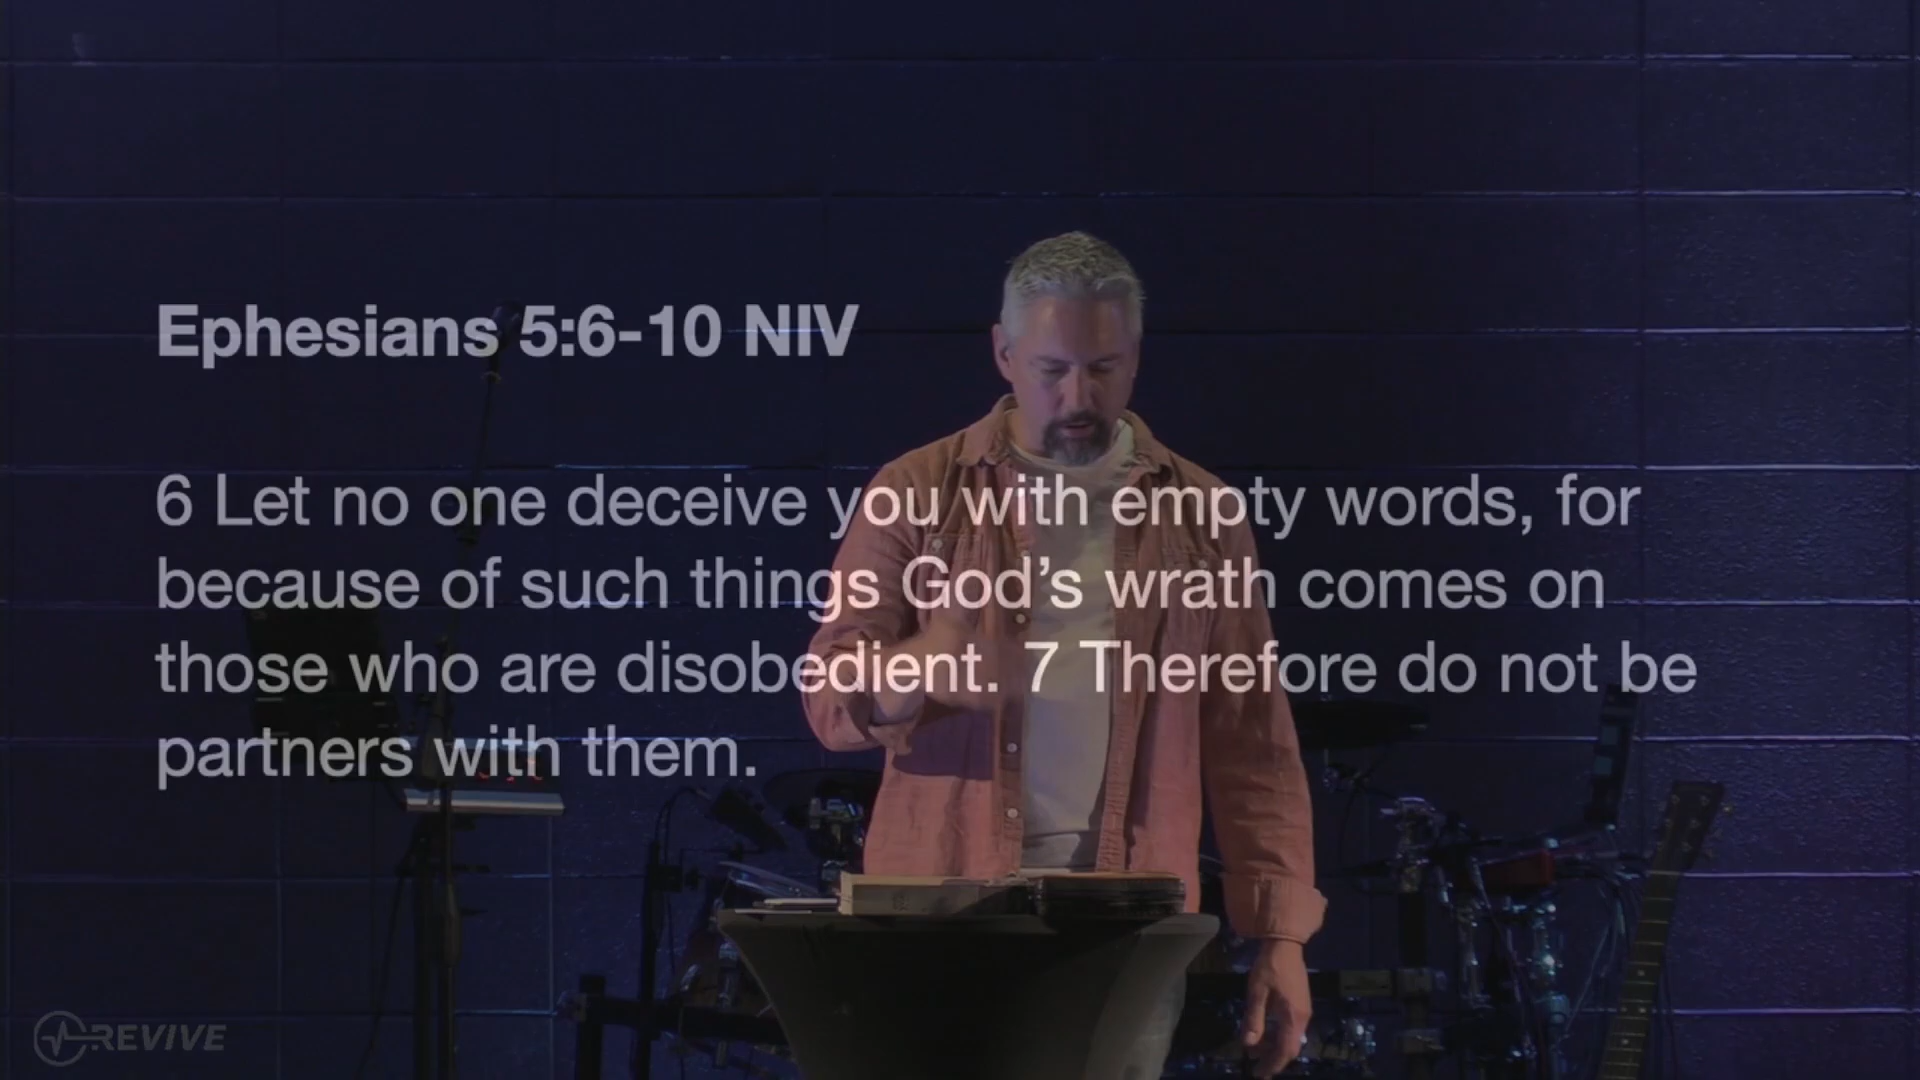 Ephesians 5:6-10 NIV
6 Let no one deceive you with empty words, for
because of such things God’s wrath comes on
those who are disobedient. 7 Therefore do not be
partners with them.
REVIVE